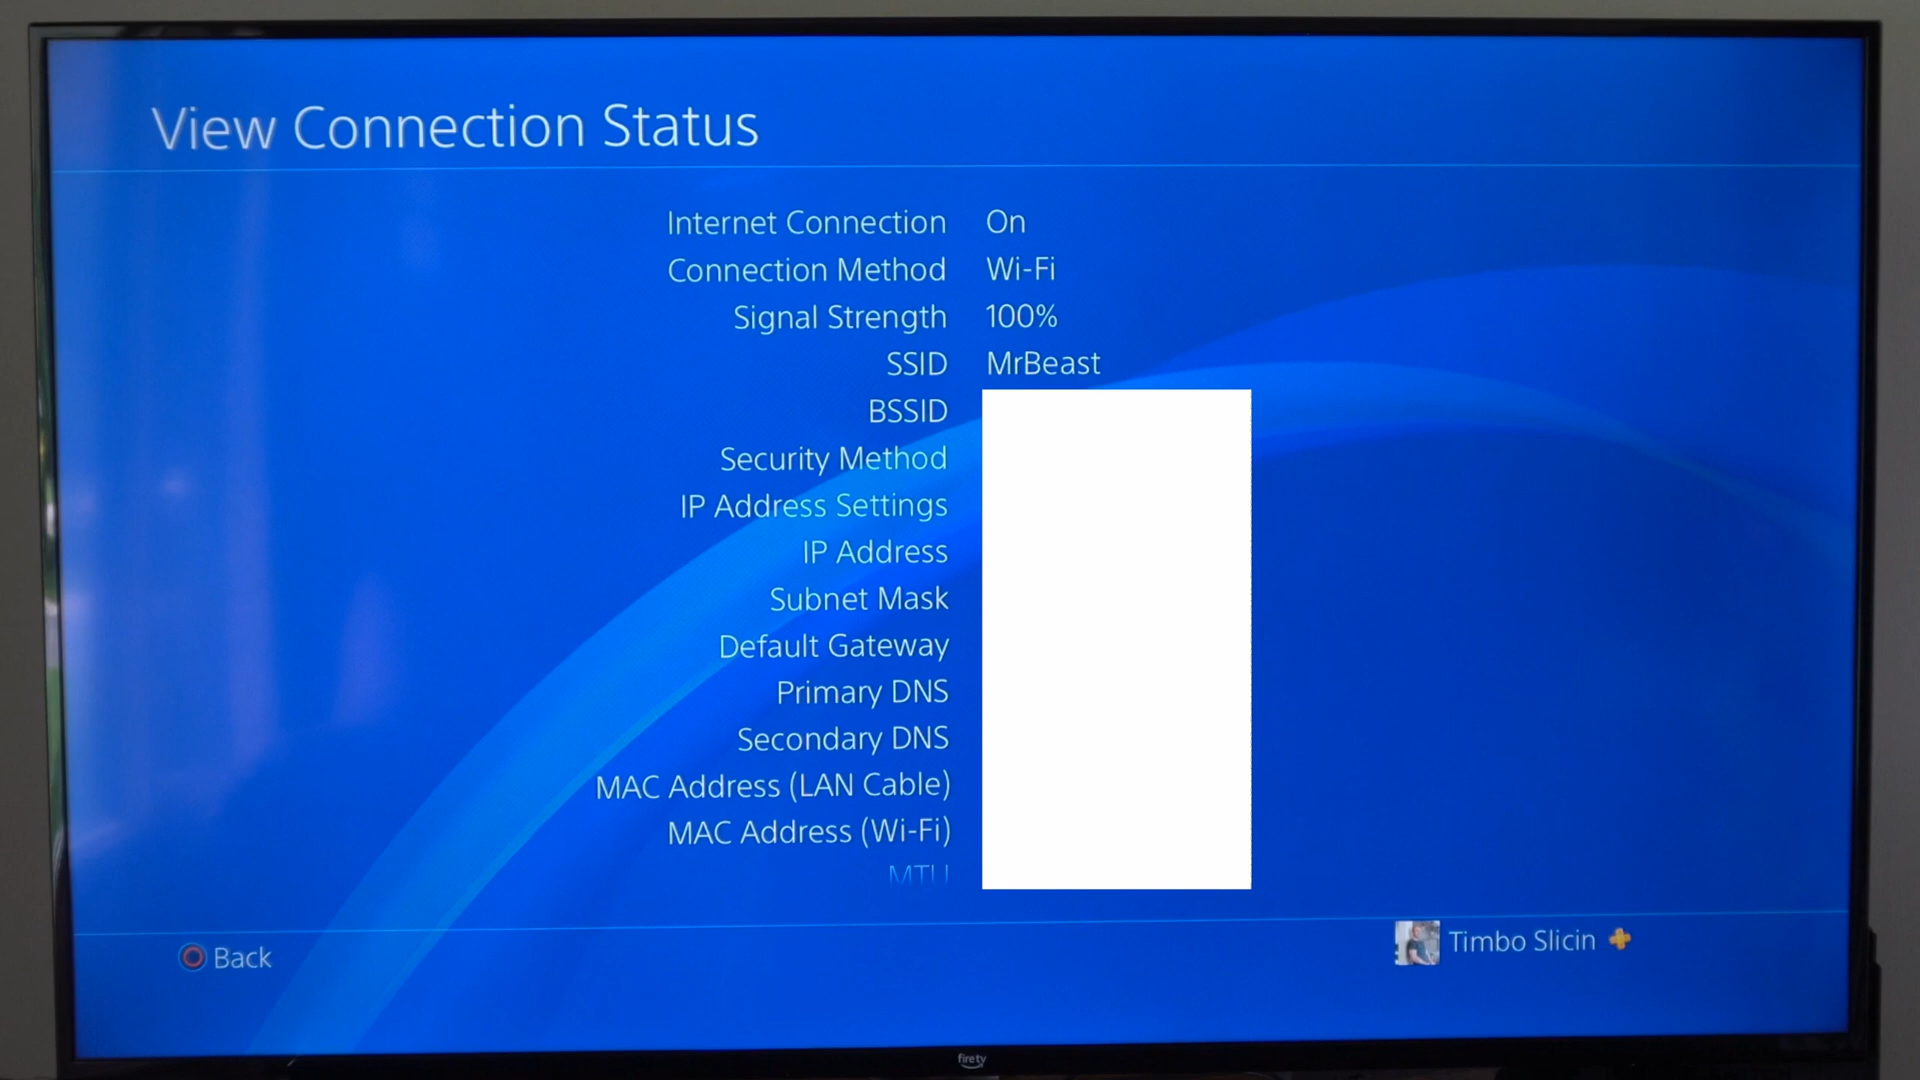 View Connection Status
Internet Connection On
Connection Method Wi-Fi
Signal Strength 100%
SSID MrBeast
BSSID
Security Method
IP Address Settings
IP Address
Subnet Mask
Default Gateway
Primary DNS
Secondary DNS
MAC Address (LAN Cable)
MAC Address (Wi-Fi)
MTU
Back
Timbo Slicin
firetv